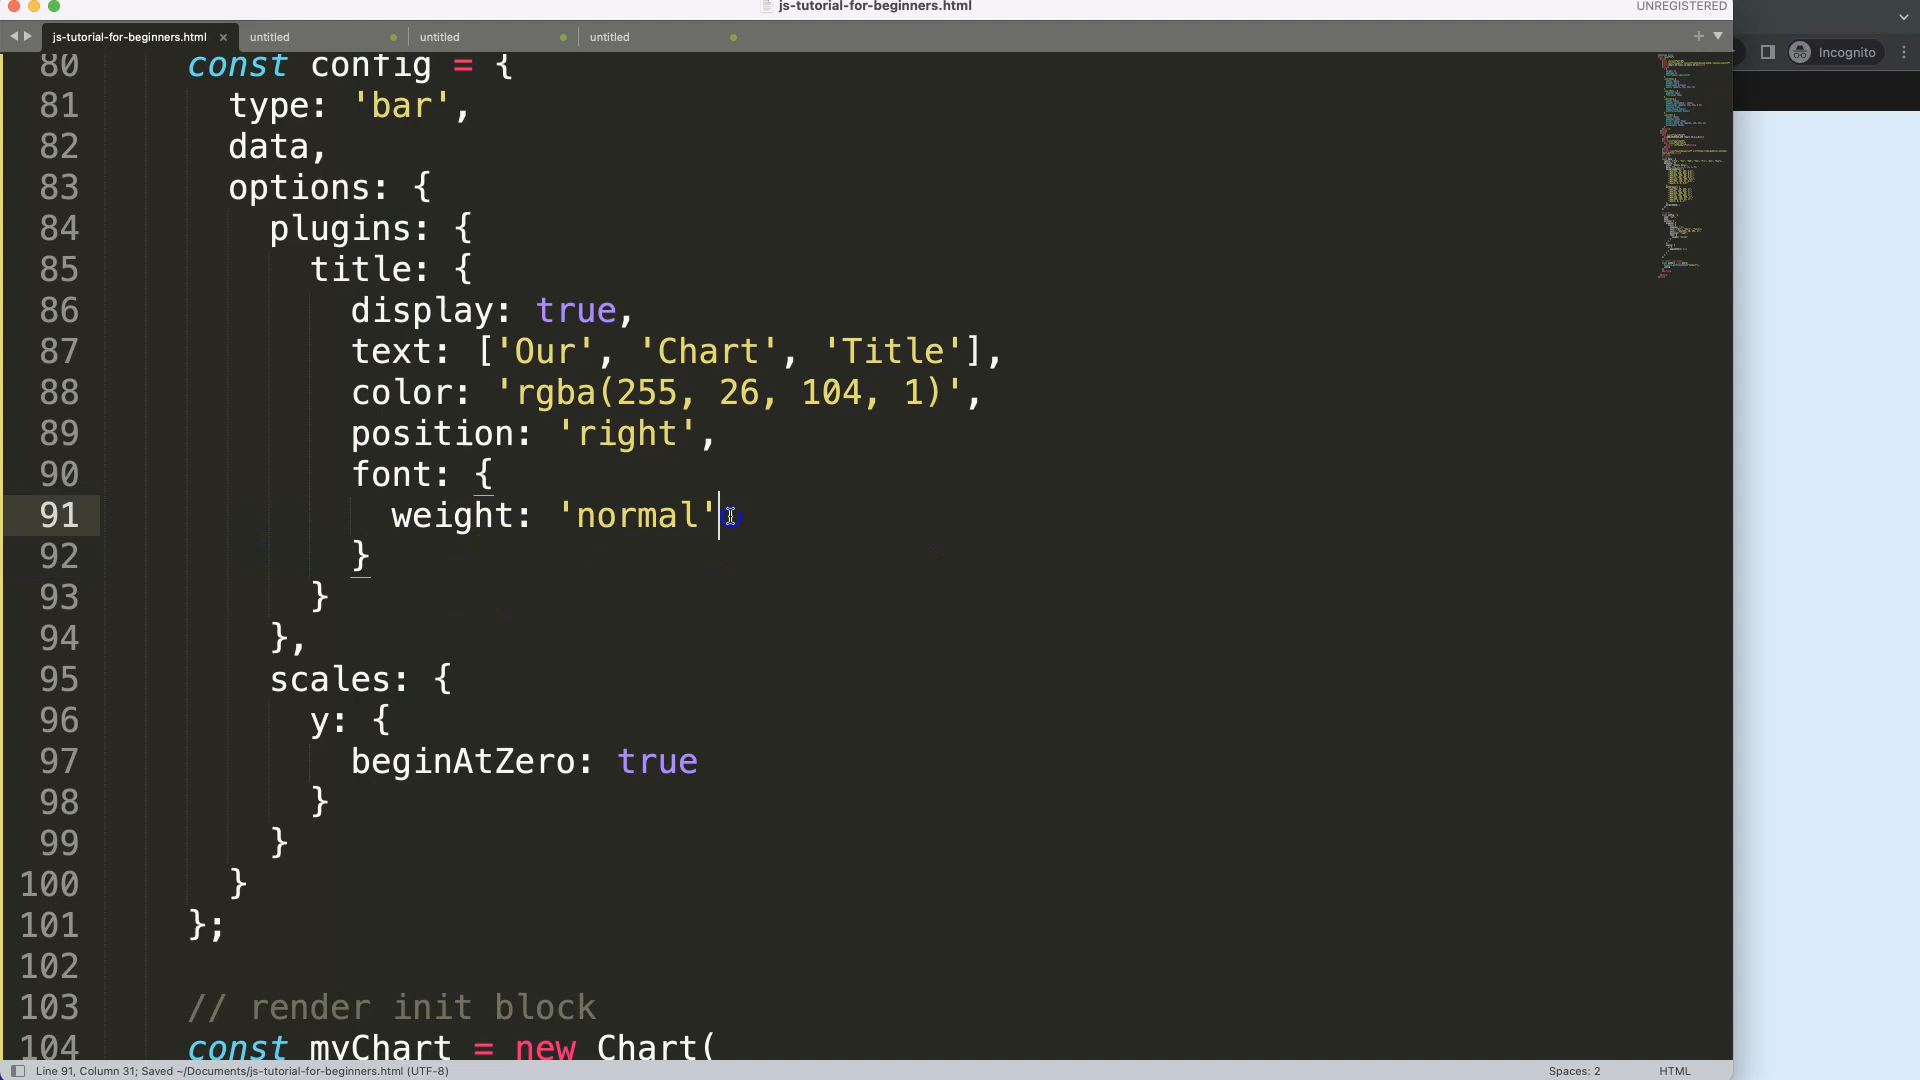 js-tutorial-for-beginners.html
UNREGISTERED
js-tutorial-for-beginners.html × untitled untitled untitled + ▼
Incognito
80 const config = {
81 type: 'bar',
82 data,
83 options: {
84 plugins: {
85 title: {
86 display: true,
87 text: ['Our', 'Chart', 'Title'],
88 color: 'rgba(255, 26, 104, 1)',
89 position: 'right',
90 font: {
91 weight: 'normal'
92 }
93 }
94 },
95 scales: {
96 y: {
97 beginAtZero: true
98 }
99 }
100 }
101 };
102
103 // render init block
104 const myChart = new Chart(
Line 91, Column 31; Saved ~/Documents/js-tutorial-for-beginners.html (UTF-8)
Spaces: 2
HTML